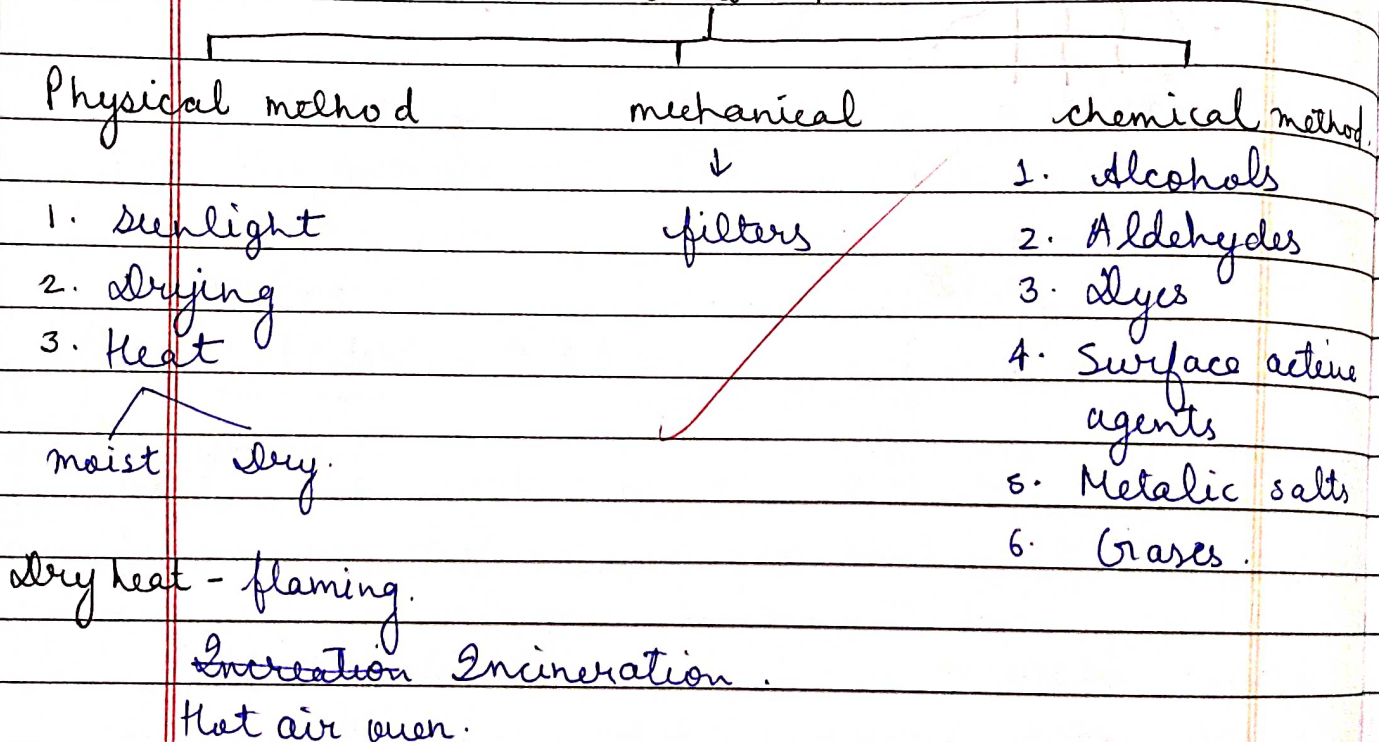 Physical method mechanical chemical method.
↓ 1. Alcohols
1. sunlight filters 2. Aldehydes
2. Drying 3. Dyes
3. Heat 4. Surface active
agents
moist Dry.
5. Metalic salts
6. Gases.
Dry heat - flaming.
Increation Incineration.
Hot air oven.